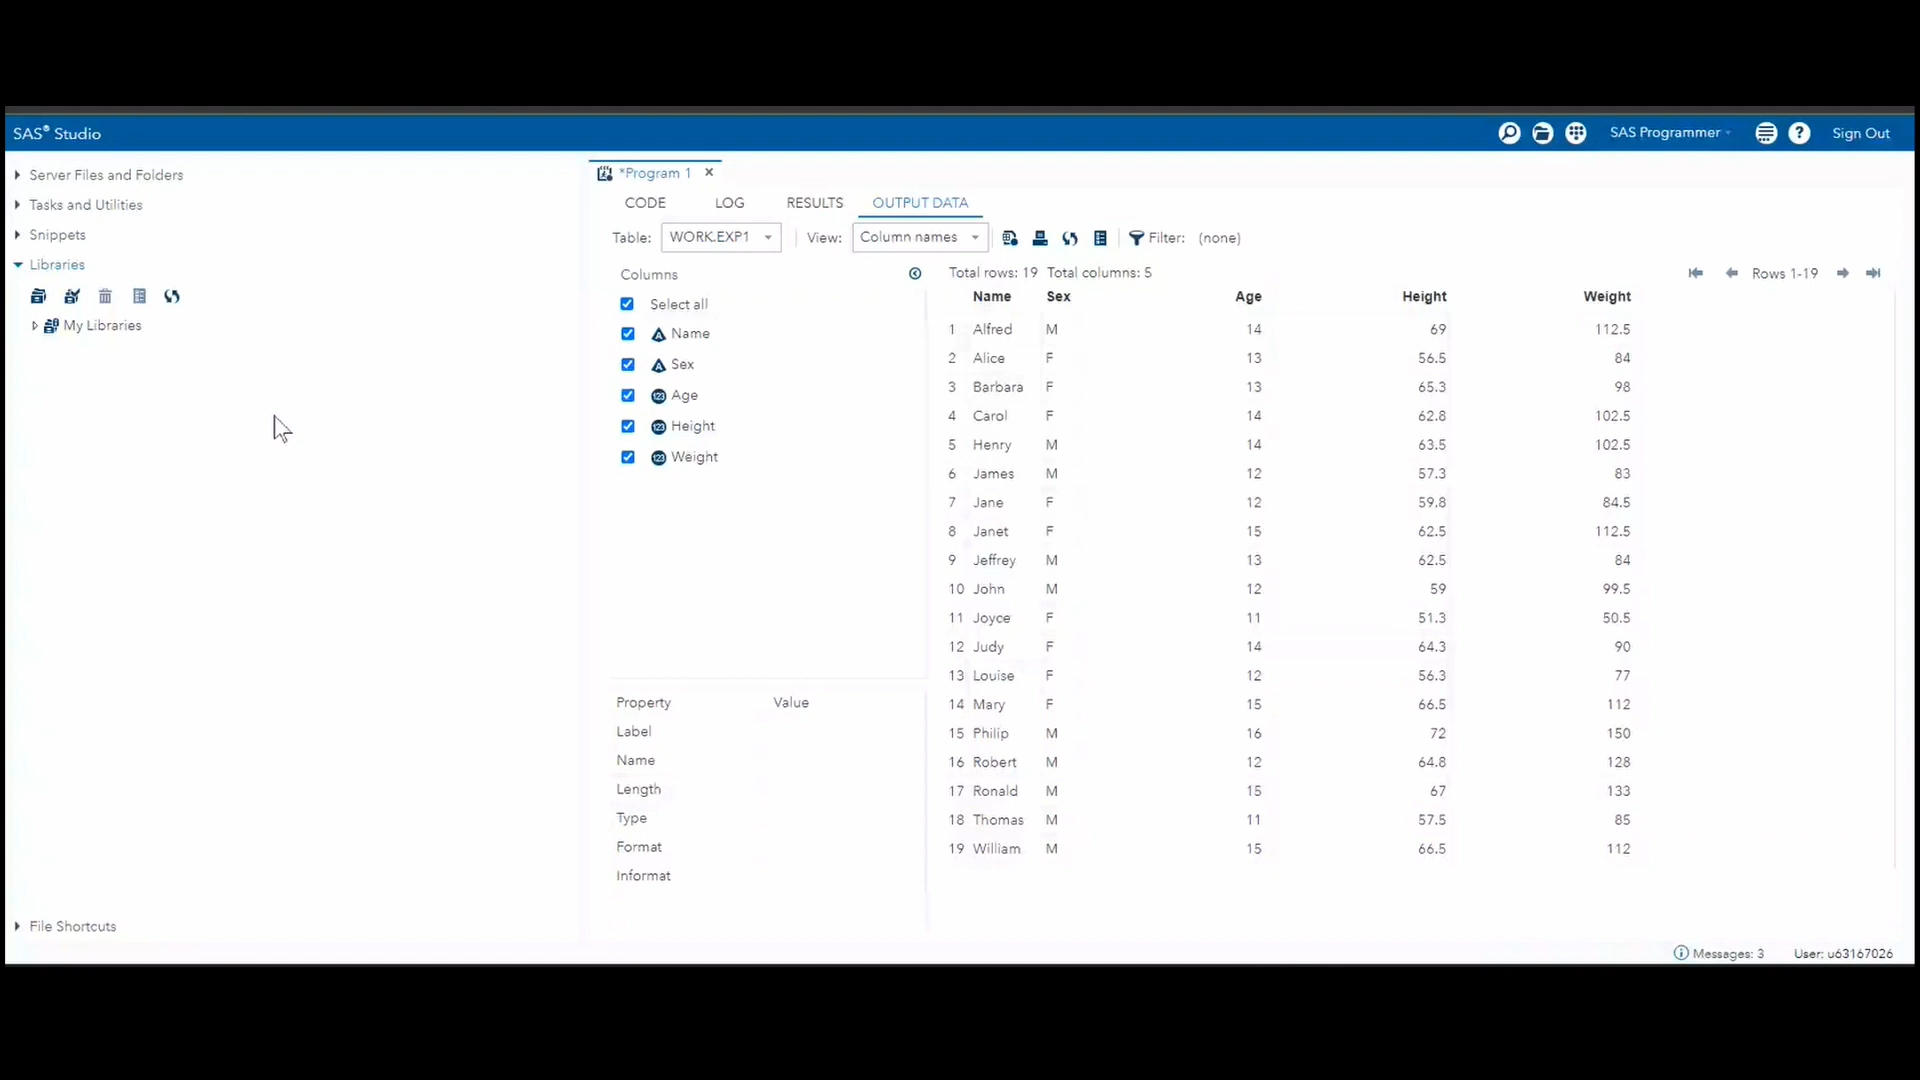 SAS® Studio
SAS Programmer
Sign Out
Server Files and Folders
Tasks and Utilities
Snippets
Libraries
My Libraries
File Shortcuts
*Program 1
CODE LOG RESULTS OUTPUT DATA
Table: WORK.EXP1 View: Column names Filter: (none)
Columns
Select all
Name
Sex
Age
Height
Weight
Property Value
Label
Name
Length
Type
Format
Informat
Total rows: 19 Total columns: 5 Rows 1-19
Name Sex Age Height Weight
1 Alfred M 14 69 112.5
2 Alice F 13 56.5 84
3 Barbara F 13 65.3 98
4 Carol F 14 62.8 102.5
5 Henry M 14 63.5 102.5
6 James M 12 57.3 83
7 Jane F 12 59.8 84.5
8 Janet F 15 62.5 112.5
9 Jeffrey M 13 62.5 84
10 John M 12 59 99.5
11 Joyce F 11 51.3 50.5
12 Judy F 14 64.3 90
13 Louise F 12 56.3 77
14 Mary F 15 66.5 112
15 Philip M 16 72 150
16 Robert M 12 64.8 128
17 Ronald M 15 67 133
18 Thomas M 11 57.5 85
19 William M 15 66.5 112
Messages: 3 User: u63167026